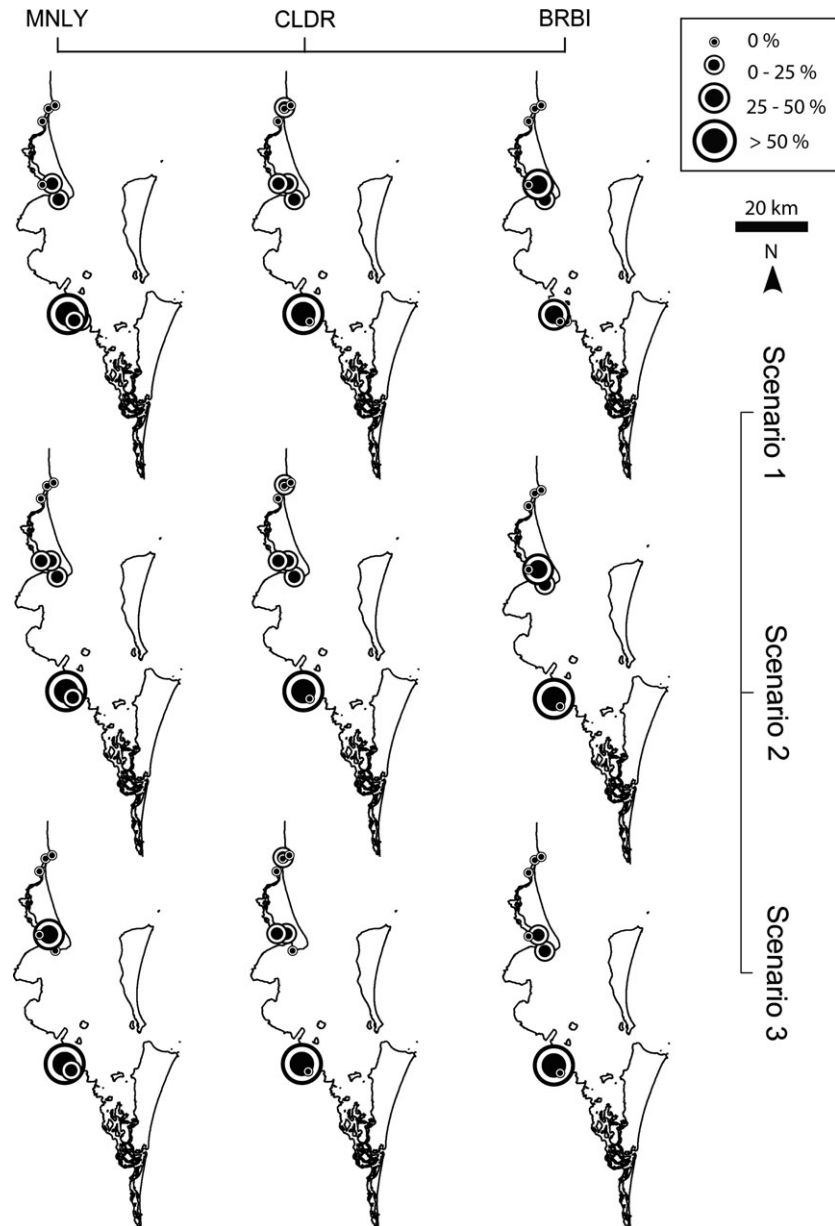 MNLY CLDR BRBI
0 %
0 - 25 %
25 - 50 %
> 50 %
20 km
N
Scenario 1
Scenario 2
Scenario 3